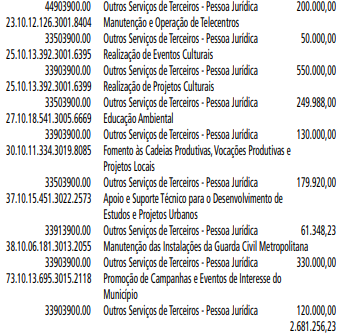 44903900.00 Outros Serviços de Terceiros - Pessoa Jurídica 200.000,00
23.10.12.126.3001.8404 Manutenção e Operação de Telecentros
33503900.00 Outros Serviços de Terceiros - Pessoa Jurídica 50.000,00
25.10.13.392.3001.6395 Realização de Eventos Culturais
33903900.00 Outros Serviços de Terceiros - Pessoa Jurídica 550.000,00
25.10.13.392.3001.6399 Realização de Projetos Culturais
33503900.00 Outros Serviços de Terceiros - Pessoa Jurídica 249.988,00
27.10.18.541.3005.6669 Educação Ambiental
33903900.00 Outros Serviços de Terceiros - Pessoa Jurídica 130.000,00
30.10.11.334.3019.8085 Fomento às Cadeias Produtivas, Vocações Produtivas e
Projetos Locais
33503900.00 Outros Serviços de Terceiros - Pessoa Jurídica 179.920,00
37.10.15.451.3022.2573 Apoio e Suporte Técnico para o Desenvolvimento de
Estudos e Projetos Urbanos
33913900.00 Outros Serviços de Terceiros - Pessoa Jurídica 61.348,23
38.10.06.181.3013.2055 Manutenção das Instalações da Guarda Civil Metropolitana
33903900.00 Outros Serviços de Terceiros - Pessoa Jurídica 330.000,00
73.10.13.695.3015.2118 Promoção de Campanhas e Eventos de Interesse do
Município
33903900.00 Outros Serviços de Terceiros - Pessoa Jurídica 120.000,00
2.681.256,23